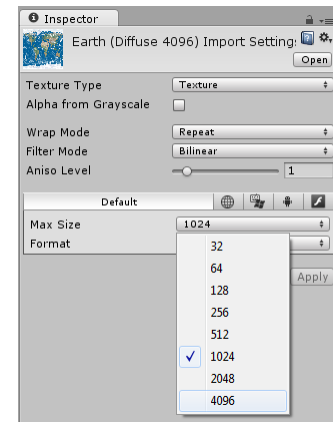 Inspector
Earth (Diffuse 4096) Import Settings
Open
Texture Type Texture
Alpha from Grayscale
Wrap Mode Repeat
Filter Mode Bilinear
Aniso Level 1
Default
Max Size 1024
Format
32
64
128
256
512
1024
2048
4096
Apply